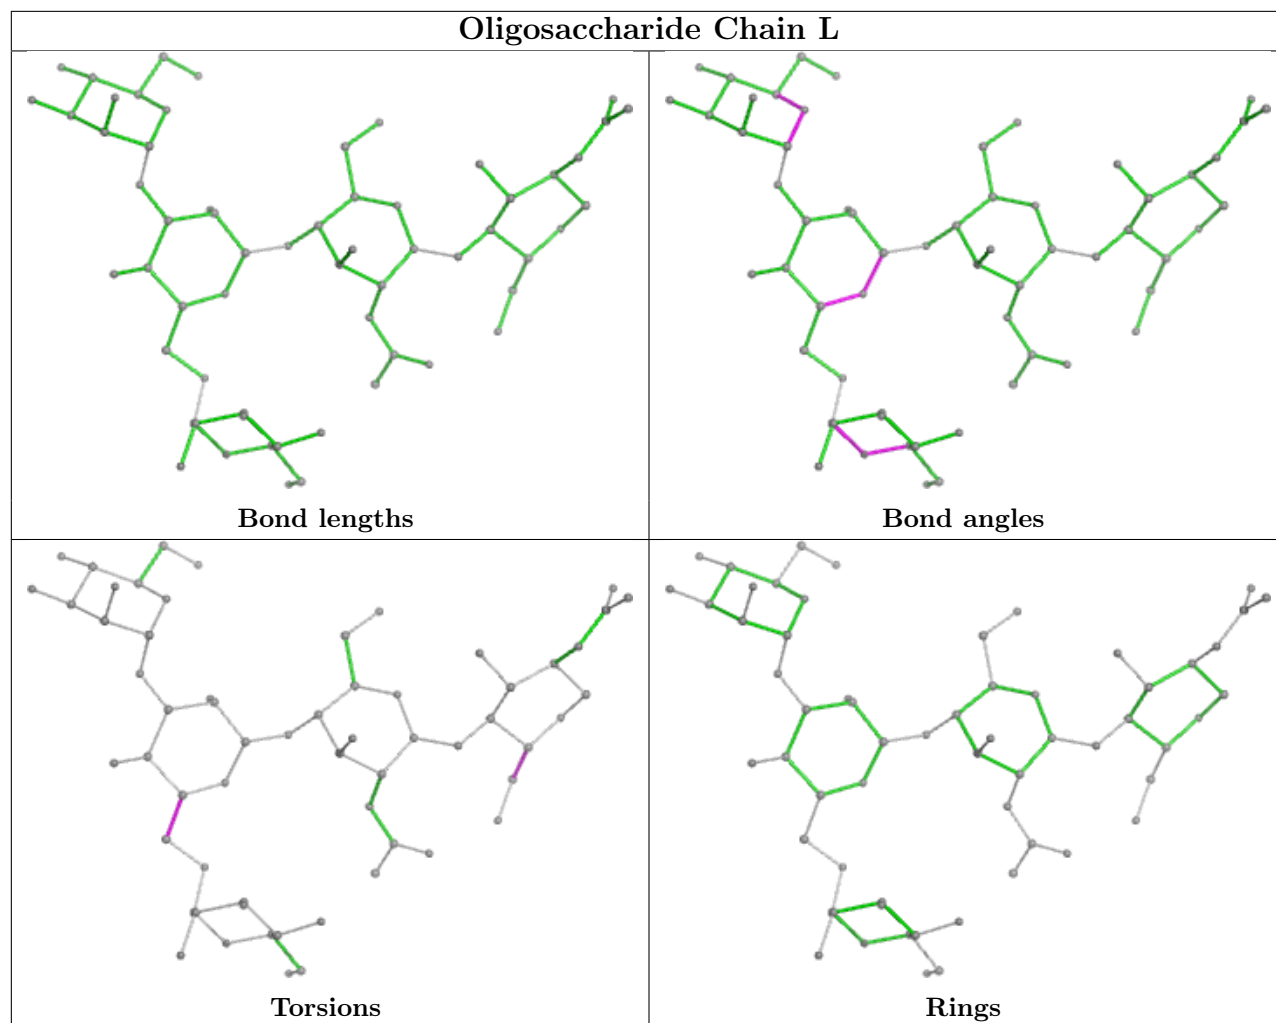 Oligosaccharide Chain L
Bond lengths
Bond angles
Torsions
Rings